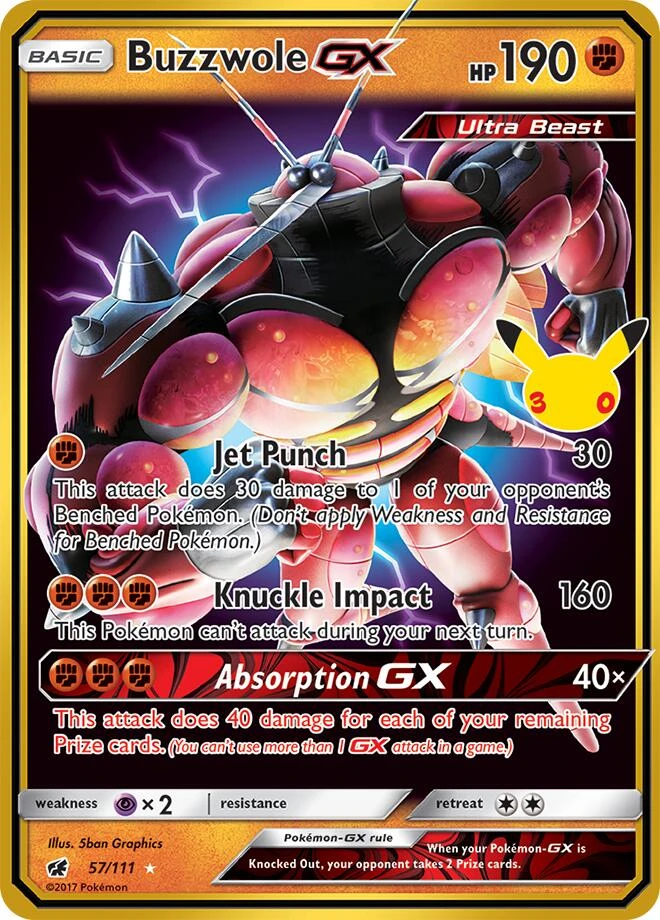 BASIC Buzzwole GX HP 190
Ultra Beast
3 0
Jet Punch 30
This attack does 30 damage to 1 of your opponent's
Benched Pokémon. (Don't apply Weakness and Resistance
for Benched Pokémon.)
Knuckle Impact 160
This Pokémon can't attack during your next turn.
Absorption GX 40×
This attack does 40 damage for each of your remaining
Prize cards. (You can't use more than 1 GX attack in a game.)
weakness ×2 resistance retreat
Illus. 5ban Graphics
57/111
©2017 Pokémon
Pokémon-GX rule
When your Pokémon-GX is
Knocked Out, your opponent takes 2 Prize cards.